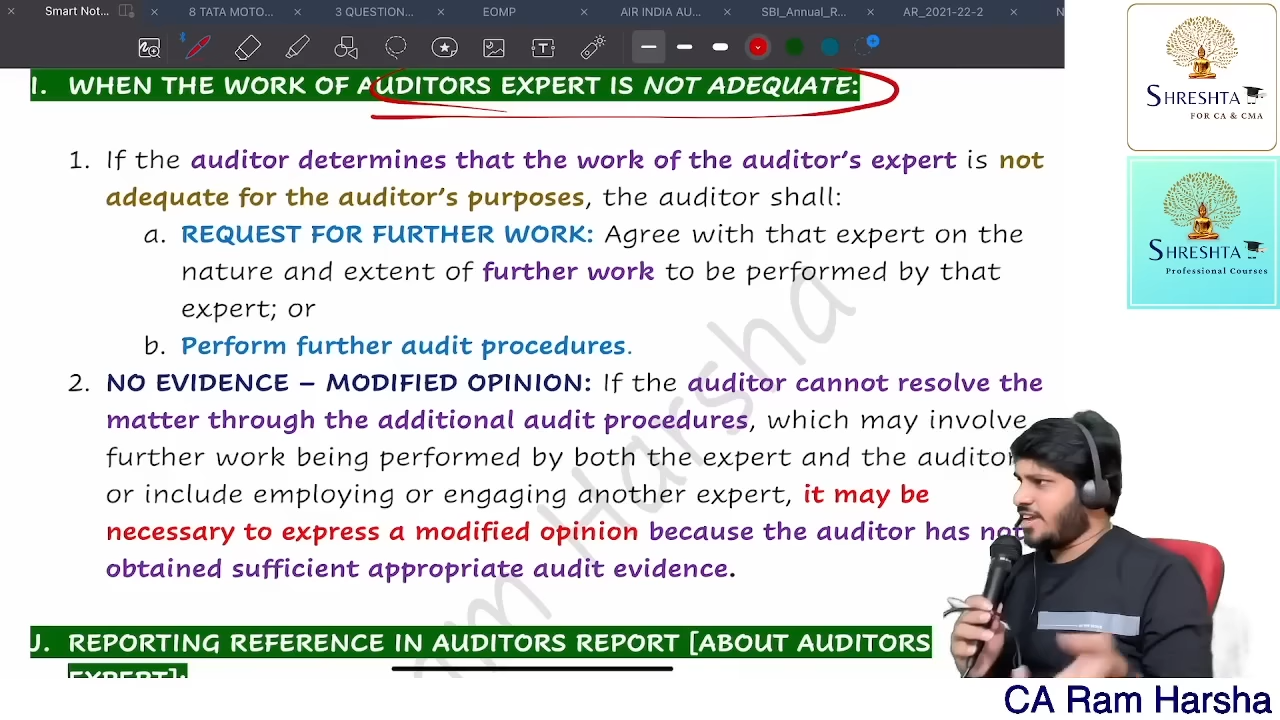 Smart Not...
8 TATA MOTO...
3 QUESTION...
EOMP
AIR INDIA AU...
SBI_Annual_R...
AR_2021-22-2
N
I. WHEN THE WORK OF AUDITORS EXPERT IS NOT ADEQUATE:
1. If the auditor determines that the work of the auditor's expert is not
adequate for the auditor's purposes, the auditor shall:
a. REQUEST FOR FURTHER WORK: Agree with that expert on the
nature and extent of further work to be performed by that
expert; or
b. Perform further audit procedures.
2. NO EVIDENCE – MODIFIED OPINION: If the auditor cannot resolve the
matter through the additional audit procedures, which may involve
further work being performed by both the expert and the auditor
or include employing or engaging another expert, it may be
necessary to express a modified opinion because the auditor has not
obtained sufficient appropriate audit evidence.
J. REPORTING REFERENCE IN AUDITORS REPORT [ABOUT AUDITORS
EXPERT]:
am Harsha
SHRESHTA
FOR CA & CMA
SHRESHTA
Professional Courses
CA Ram Harsha